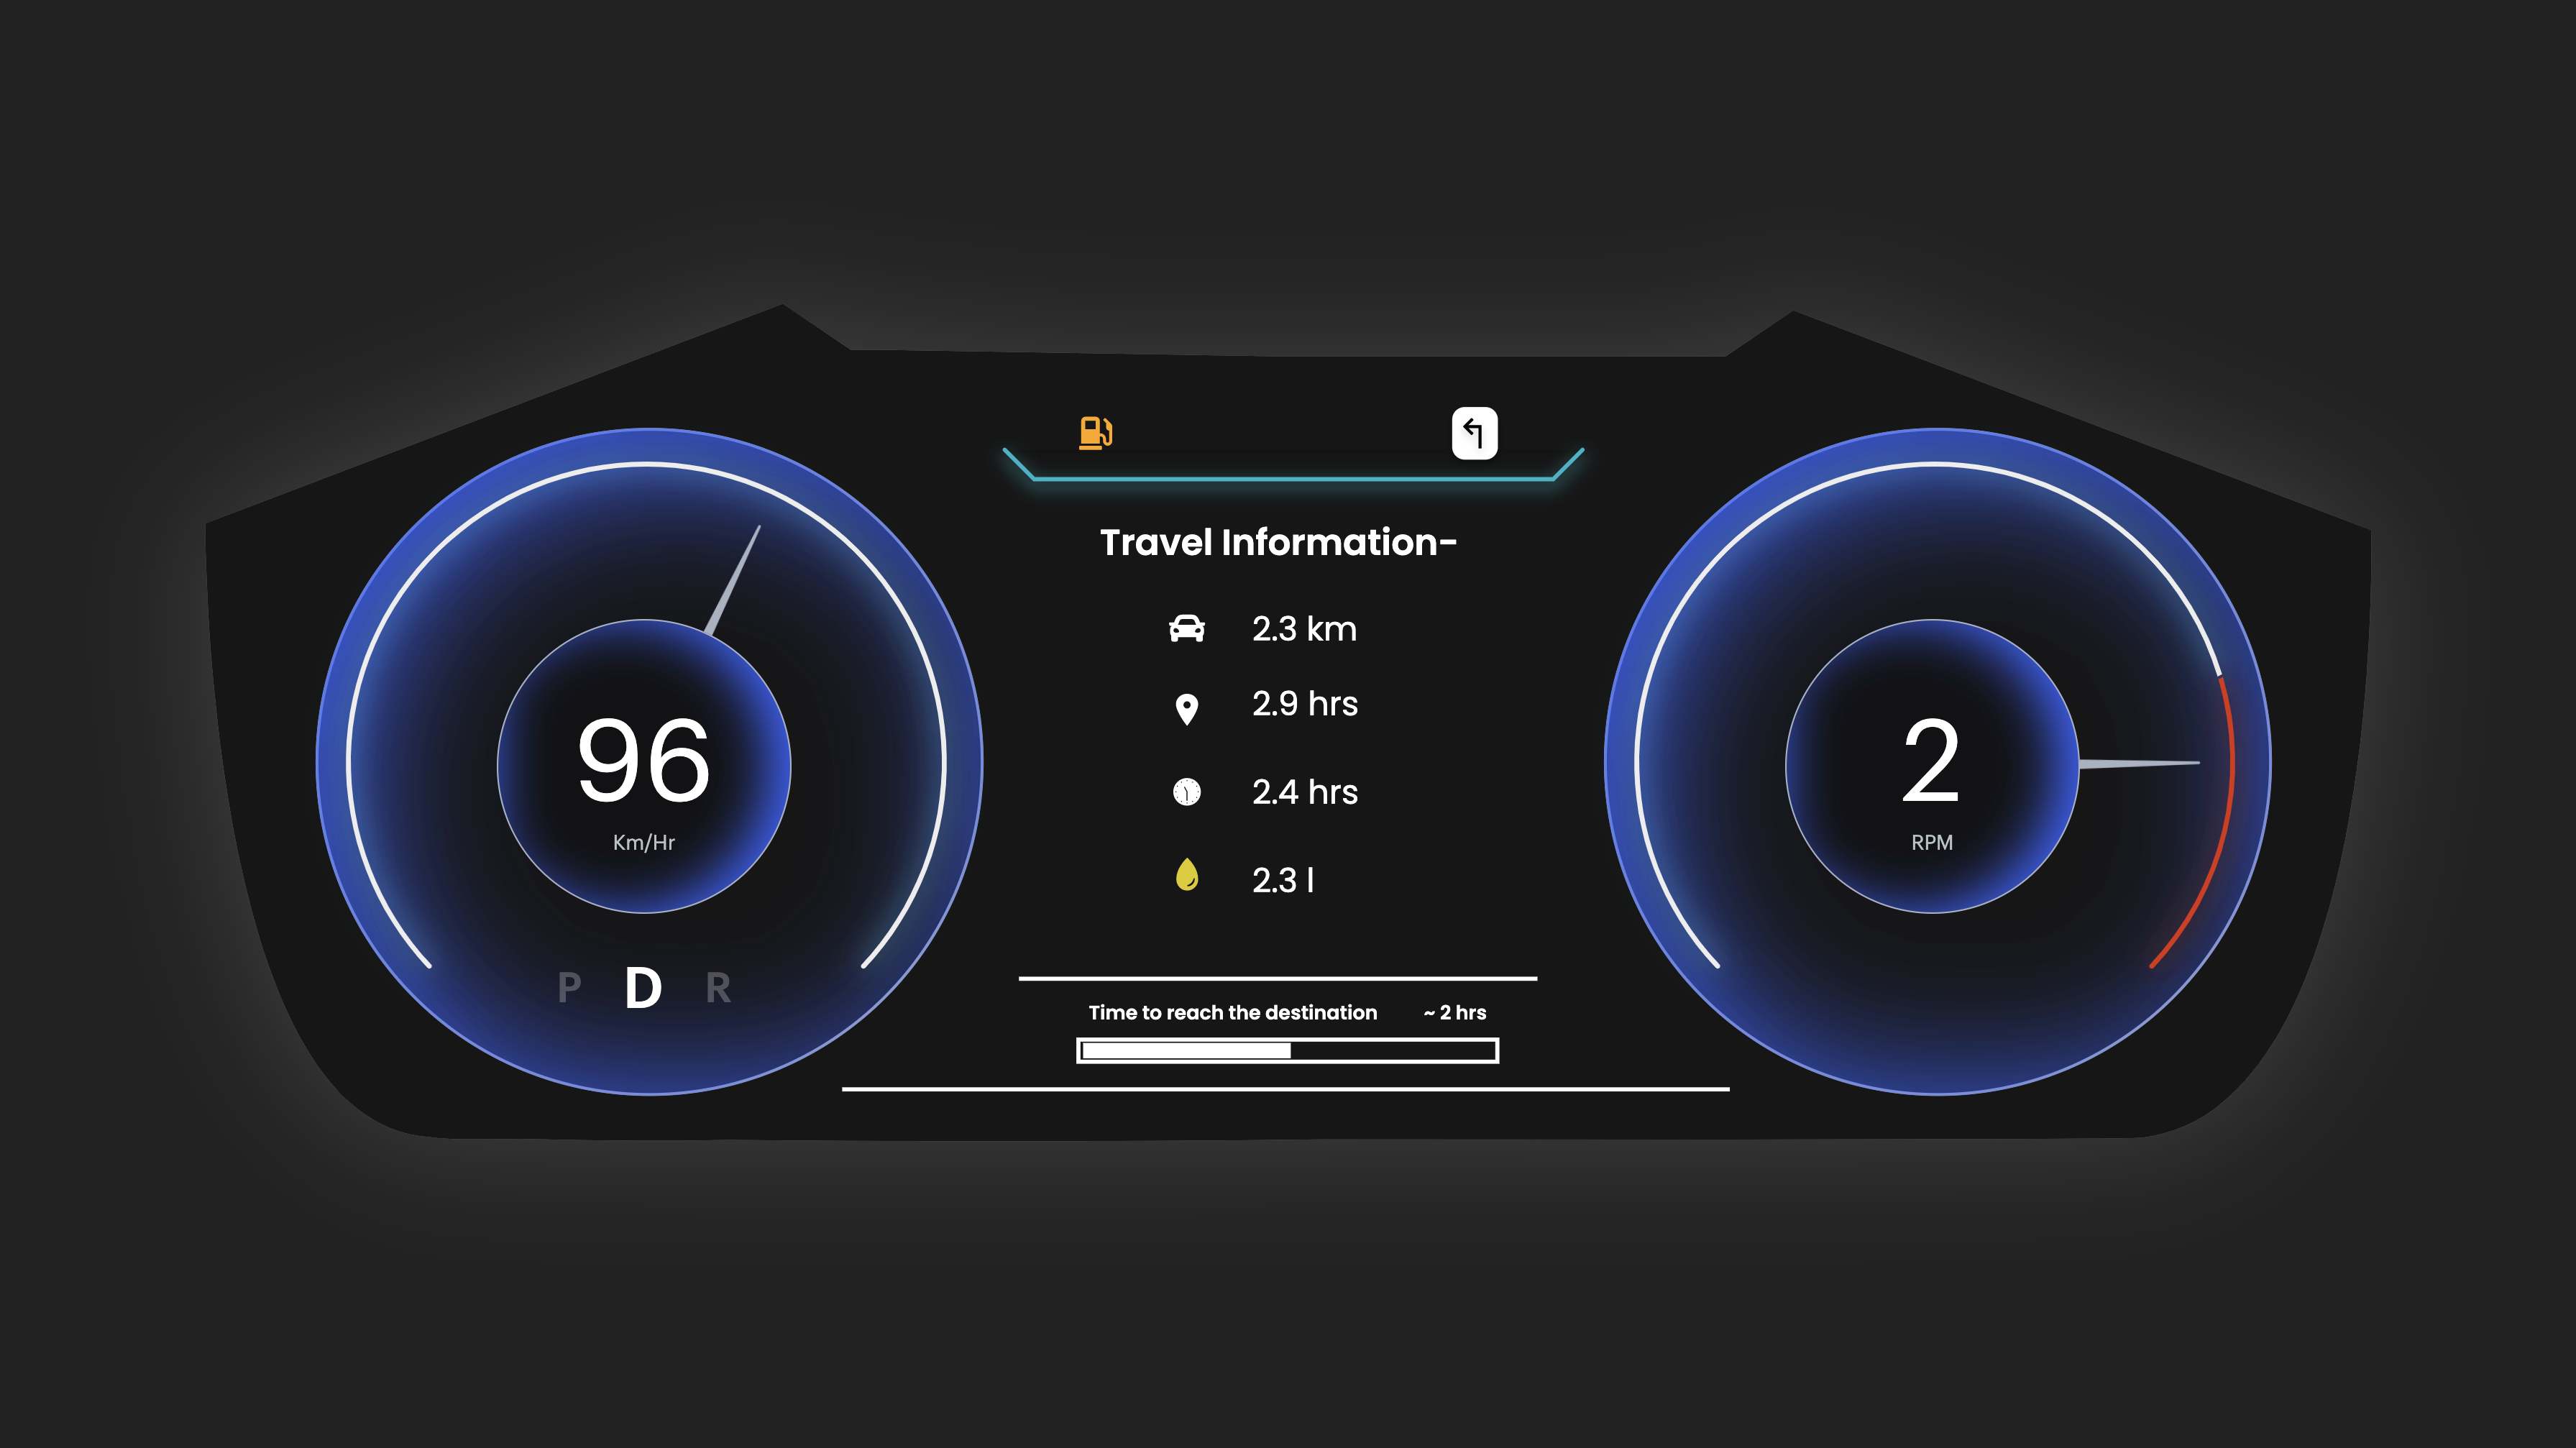 Travel Information-
2.3 km
2.9 hrs
2.4 hrs
2.3 l
96
Km/Hr
P D R
2
RPM
Time to reach the destination ~ 2 hrs